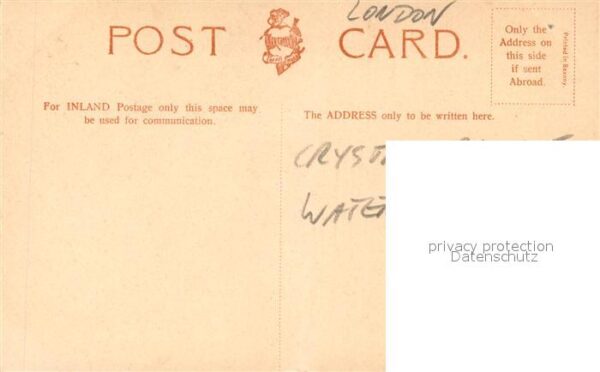 LONDON
POST CARD.
Only the
Address on
this side
if sent
Abroad.
Printed in Saxony.
For INLAND Postage only this space may
be used for communication.
The ADDRESS only to be written here.
privacy protection
Datenschutz